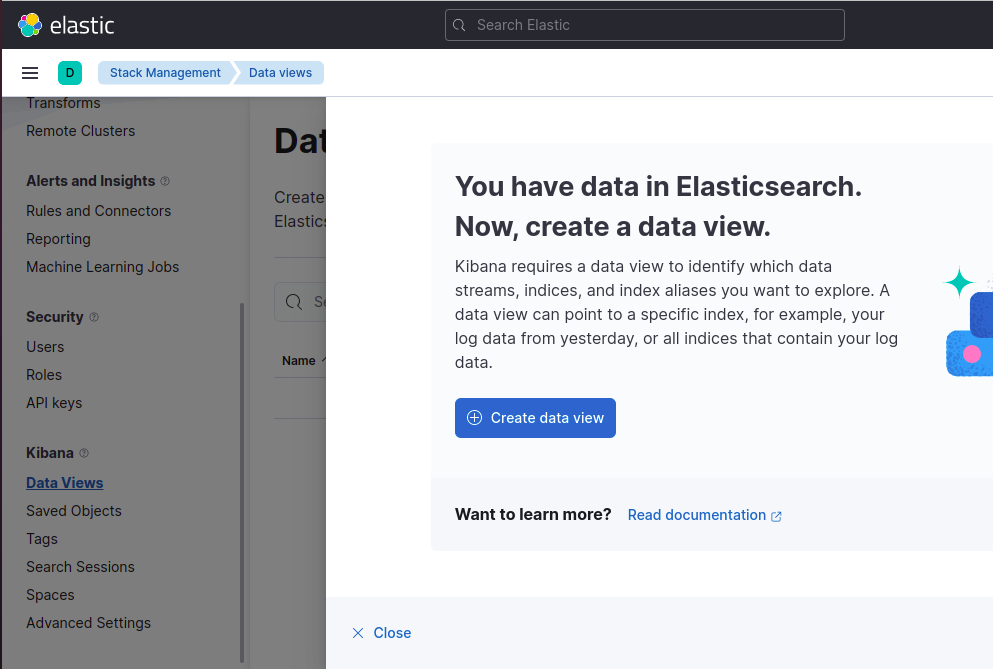 elastic
Search Elastic
D
Stack Management
Data views
Transforms
Remote Clusters
Alerts and Insights
Rules and Connectors
Reporting
Machine Learning Jobs
Security
Users
Roles
API keys
Kibana
Data Views
Saved Objects
Tags
Search Sessions
Spaces
Advanced Settings
Dat
Create
Elastics
Se
Name
You have data in Elasticsearch.
Now, create a data view.
Kibana requires a data view to identify which data
streams, indices, and index aliases you want to explore. A
data view can point to a specific index, for example, your
log data from yesterday, or all indices that contain your log
data.
Create data view
Want to learn more? Read documentation
Close